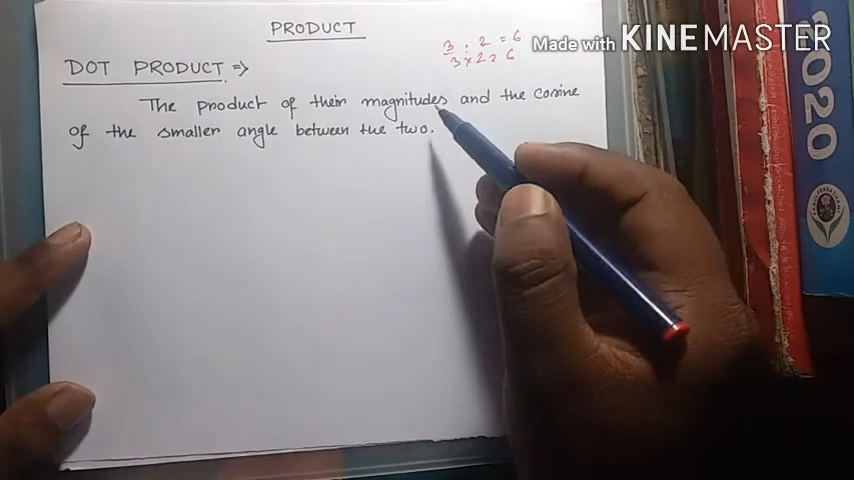 PRODUCT
3 . 2 = 6
3 x 2 = 6
Made with KINEMASTER
DOT PRODUCT ⇒
The product of their magnitudes and the cosine
of the smaller angle between the two.
2020